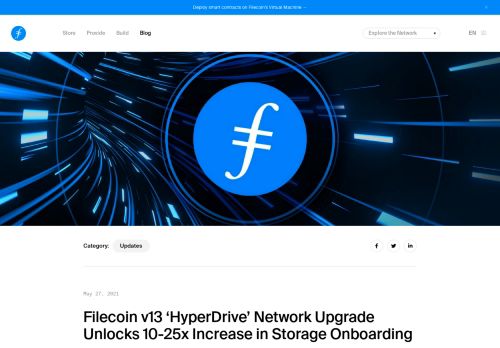 Deploy smart contracts on Filecoin's Virtual Machine →
Store Provide Build Blog Explore the Network EN
Category: Updates
May 27, 2021
Filecoin v13 ‘HyperDrive’ Network Upgrade
Unlocks 10-25x Increase in Storage Onboarding